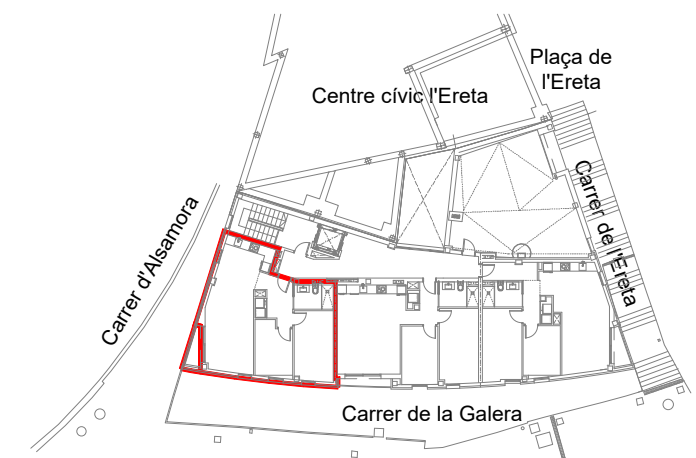 Plaça de
l'Ereta
Centre cívic l'Ereta
Carrer d'Alsamora
Carrer de l'Ereta
Carrer de la Galera